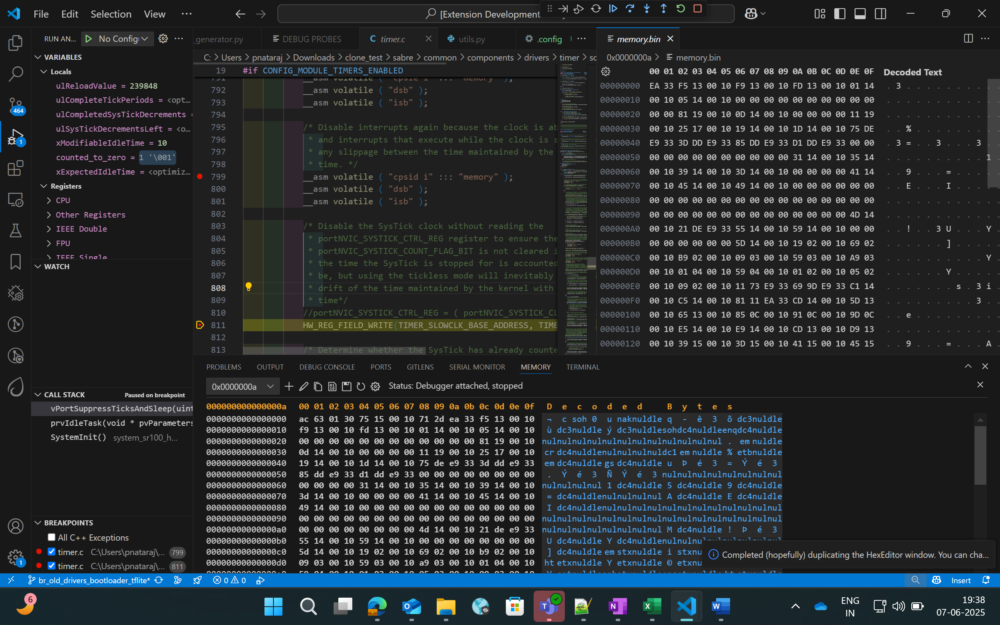 File Edit Selection View ···
[Extension Development
RUN AN... No Config
VARIABLES
Locals
ulReloadValue = 239848
ulCompleteTickPeriods = <opt...
ulCompletedSysTickDecrements =
ulSysTickDecrementsLeft = <o...
xModifiableIdleTime = 10
counted_to_zero = 1 '\001'
xExpectedIdleTime = <optimiz...
Registers
CPU
Other Registers
IEEE Double
FPU
IEEE Single
WATCH
CALL STACK Paused on breakpoint
vPortSuppressTicksAndSleep(uint
prvIdleTask(void * pvParameters
SystemInit() system_sr100_h...
BREAKPOINTS
All C++ Exceptions
timer.c C:\Users\pnataraj\... 799
timer.c C:\Users\pnataraj\... 811
464
1
1
_generator.py DEBUG PROBES timer.c utils.py .config
C: > Users > pnataraj > Downloads > clone_test > sabre > common > components > drivers > timer > sc
19 #if CONFIG_MODULE_TIMERS_ENABLED
791 __asm volatile ( "cpsie i" ::: "memory" );
792 __asm volatile ( "dsb" );
793 __asm volatile ( "isb" );
794
795 /* Disable interrupts again because the clock is ab
796 * and interrupts that execute while the clock is s
797 * any slippage between the time maintained by the
798 * time. */
799 __asm volatile ( "cpsid i" ::: "memory" );
800 __asm volatile ( "dsb" );
801 __asm volatile ( "isb" );
802
803 /* Disable the SysTick clock without reading the
804 * portNVIC_SYSTICK_CTRL_REG register to ensure the
805 * portNVIC_SYSTICK_COUNT_FLAG_BIT is not cleared i
806 * the time the SysTick is stopped for is accounted
807 * be, but using the tickless mode will inevitably
808 * drift of the time maintained by the kernel with
809 * time*/
810 //portNVIC_SYSTICK_CTRL_REG = ( portNVIC_SYSTICK_CL
811 HW_REG_FIELD_WRITE(TIMER_SLOWCLK_BASE_ADDRESS, TIME
812
813 /* Determine whether the SysTick has already counte
memory.bin
0x0000000a > memory.bin
00 01 02 03 04 05 06 07 08 09 0A 0B 0C 0D 0E 0F Decoded Text
00000000 EA 33 F5 13 00 10 F9 13 00 10 FD 13 00 10 01 14 . 3 . . . . . . . . . .
00000010 00 10 05 14 00 10 00 00 00 00 00 00 00 00 00 00
00000020 00 00 81 19 00 10 0D 14 00 10 00 00 00 00 11 19
00000030 00 10 25 17 00 10 19 14 00 10 1D 14 00 10 75 DE . . %
00000040 E9 33 3D DD E9 33 85 DD E9 33 D1 DD E9 33 00 00 . 3 = . . 3 . . . 3
00000050 00 00 00 00 00 00 00 00 00 00 31 14 00 10 35 14 1
00000060 00 10 39 14 00 10 3D 14 00 10 00 00 00 00 41 14 . . 9 . . . =
00000070 00 10 45 14 00 10 49 14 00 10 00 00 00 00 00 00 . . E . . . I
00000080 00 00 00 00 00 00 00 00 00 00 00 00 00 00 00 00
00000090 00 00 00 00 00 00 00 00 00 00 00 00 00 00 4D 14
000000A0 00 10 21 DE E9 33 55 14 00 10 59 14 00 10 00 00 . . ! . . 3 U . . . Y
000000B0 00 00 00 00 00 00 5D 14 00 10 19 02 00 10 69 02 ]
000000C0 00 10 B9 02 00 10 09 03 00 10 59 03 00 10 A9 03 Y
000000D0 00 10 01 04 00 10 59 04 00 10 01 02 00 10 05 02 Y
000000E0 00 10 09 02 00 10 11 73 E9 33 69 9D E9 33 C1 14 s . 3 i
000000F0 00 10 C5 14 00 10 81 11 EA 33 CD 14 00 10 5D 13 3
00000100 00 10 65 13 00 10 85 0C 00 10 91 0C 00 10 9D 0C . . e
00000110 00 10 E5 14 00 10 E9 14 00 10 CD 13 00 10 D9 13
00000120 00 10 39 15 00 10 3D 15 00 10 41 15 00 10 45 15 . . 9 . . . = . . . A
PROBLEMS OUTPUT DEBUG CONSOLE PORTS GITLENS SERIAL MONITOR MEMORY TERMINAL
0x0000000a Status: Debugger attached, stopped
000000000000000a 00 01 02 03 04 05 06 07 08 09 0a 0b 0c 0d 0e 0f Decoded Bytes
0000000000000000 ac 63 01 30 75 15 00 10 71 2d ea 33 f5 13 00 10 ¬ c soh 0 u naknuldle q - ê 3 õ dc3nuldle
0000000000000010 f9 13 00 10 fd 13 00 10 01 14 00 10 05 14 00 10 ù dc3nuldle ý dc3nuldlesohdc4nuldleenqdc4nuldle
0000000000000020 00 00 00 00 00 00 00 00 00 00 00 00 81 19 00 10 nulnulnulnulnulnulnulnulnulnulnulnul . em nuldle
0000000000000030 0d 14 00 10 00 00 00 00 11 19 00 10 25 17 00 10 cr dc4nuldlenulnulnulnuldc1 em nuldle % etbnuldle
0000000000000040 19 14 00 10 1d 14 00 10 75 de e9 33 3d dd e9 33 em dc4nuldle gs dc4nuldle u Þ é 3 = Ý é 3
0000000000000050 85 dd e9 33 d1 dd e9 33 00 00 00 00 00 00 00 00 . Ý é 3 Ñ Ý é 3 nulnulnulnulnulnulnulnul
0000000000000060 00 00 00 00 31 14 00 10 35 14 00 10 39 14 00 10 nulnulnulnul 1 dc4nuldle 5 dc4nuldle 9 dc4nuldle
0000000000000070 3d 14 00 10 00 00 00 00 41 14 00 10 45 14 00 10 = dc4nuldlenulnulnulnul A dc4nuldle E dc4nuldle
0000000000000080 49 14 00 10 00 00 00 00 00 00 00 00 00 00 00 00 I dc4nuldlenulnulnulnulnulnulnulnulnulnulnulnul
0000000000000090 00 00 00 00 00 00 00 00 00 00 00 00 00 00 00 00 nulnulnulnulnulnulnulnulnulnulnulnulnulnulnulnul
00000000000000a0 00 00 00 00 00 00 00 00 4d 14 00 10 21 de e9 33 nulnulnulnulnulnulnulnul M dc4nuldle ! Þ é 3
00000000000000b0 55 14 00 10 59 14 00 10 00 00 00 00 00 00 00 00 U dc4nuldle Y dc4nuldlenulnulnulnulnulnulnulnul
00000000000000c0 5d 14 00 10 19 02 00 10 69 02 00 10 b9 02 00 10 ] dc4nuldle em stxnuldle i stxnu
00000000000000d0 09 03 00 10 59 03 00 10 a9 03 00 10 01 04 00 10 ht etxnuldle Y etxnuldle © etxnu
Completed (hopefully) duplicating the HexEditor window. You can cha...
br_old_drivers_bootloader_tflite* 0 0 Insert
6
ENG
IN
19:38
07-06-2025